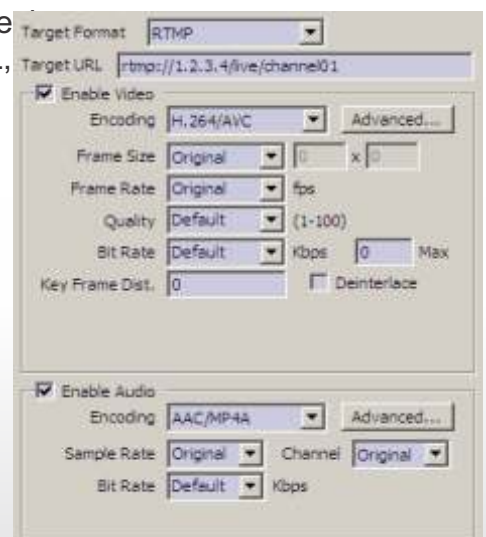 e
.,
Target Format RTMP
Target URL rtmp://1.2.3.4/live/channel01
Enable Video
Encoding H.264/AVC Advanced...
Frame Size Original 0 x 0
Frame Rate Original fps
Quality Default (1-100)
Bit Rate Default Kbps 0 Max
Key Frame Dist. 0 Deinterlace
Enable Audio
Encoding AAC/MP4A Advanced...
Sample Rate Original Channel Original
Bit Rate Default Kbps